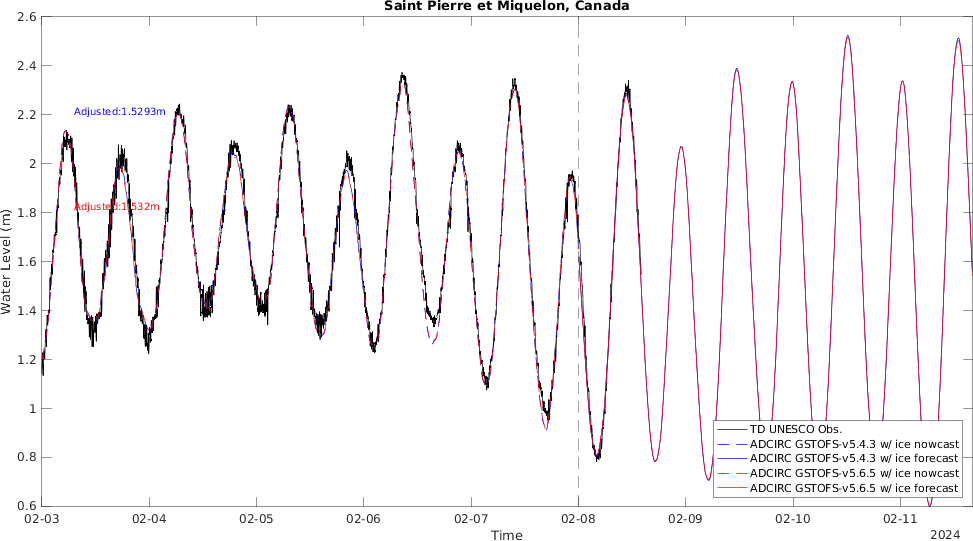 Saint Pierre et Miquelon, Canada
2.6
2.4
2.2
2
1.8
1.6
1.4
1.2
1
0.8
0.6
Water Level (m)
Adjusted:1.5293m
Adjusted:1.532m
TD UNESCO Obs.
ADCIRC GSTOFS-v5.4.3 w/ ice nowcast
ADCIRC GSTOFS-v5.4.3 w/ ice forecast
ADCIRC GSTOFS-v5.6.5 w/ ice nowcast
ADCIRC GSTOFS-v5.6.5 w/ ice forecast
02-03 02-04 02-05 02-06 02-07 02-08 02-09 02-10 02-11
Time
2024